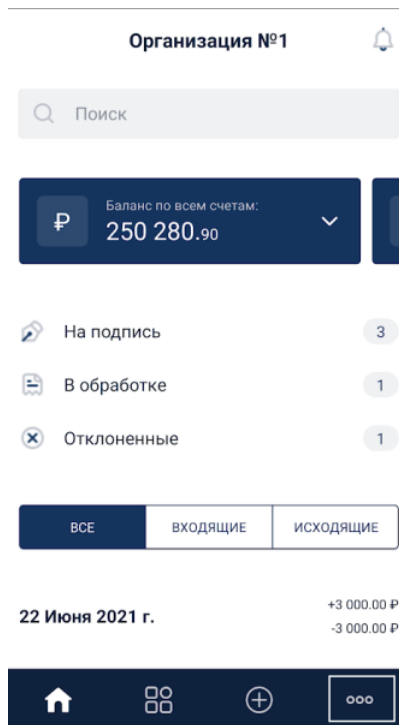 Организация №1
Поиск
₽
Баланс по всем счетам:
250 280.90
На подпись 3
В обработке 1
Отклоненные 1
ВСЕ ВХОДЯЩИЕ ИСХОДЯЩИЕ
22 Июня 2021 г.
+3 000.00 ₽
-3 000.00 ₽